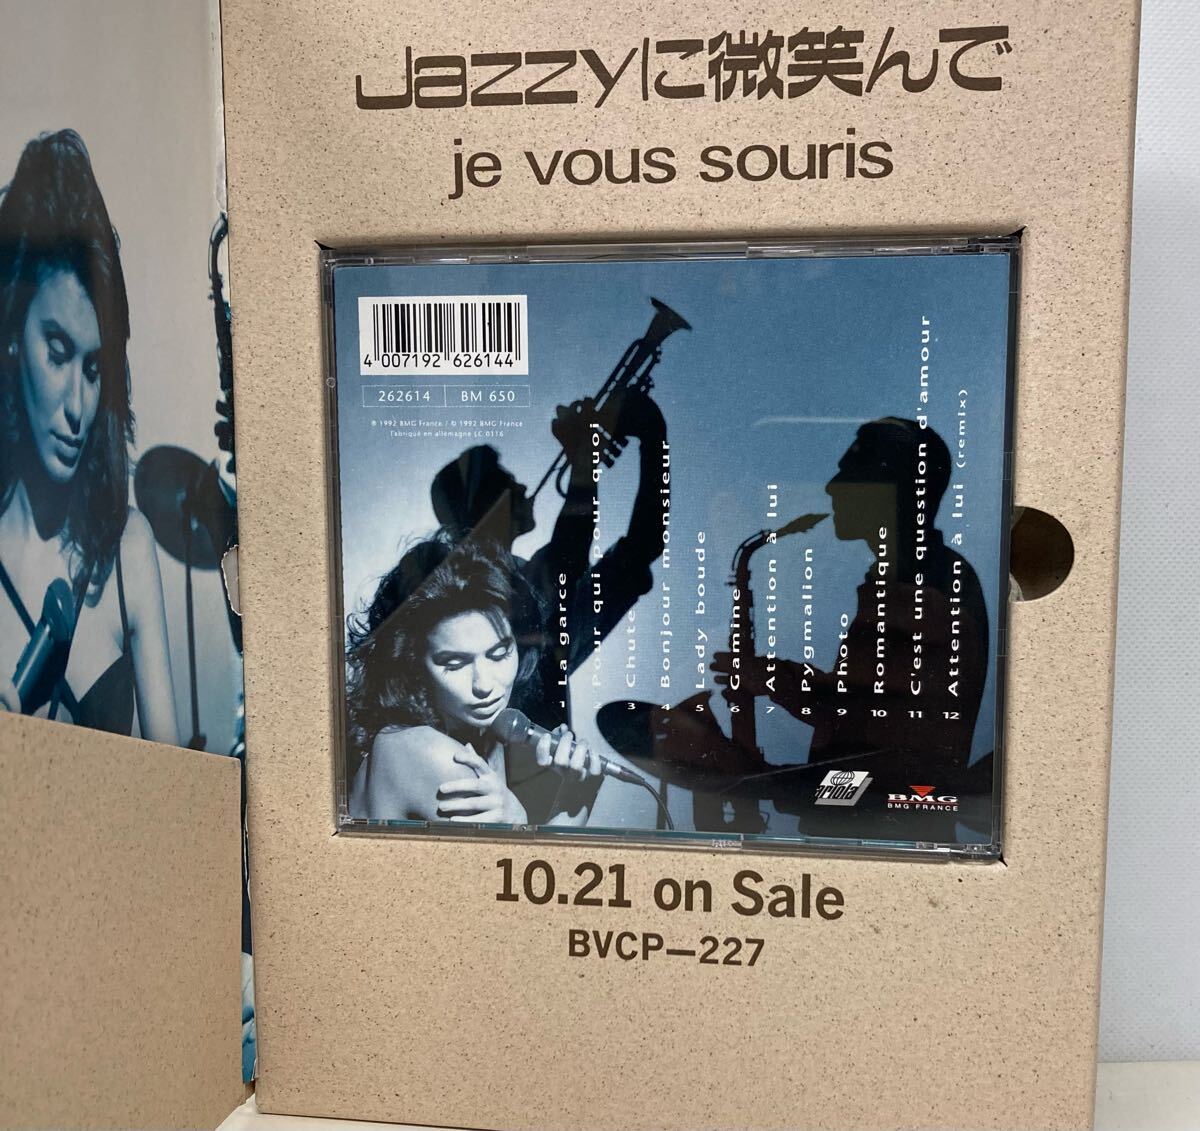 Jazzyに微笑んで
je vous souris
4 007192 626144
262614 BM 650
℗ 1992 BMG France / © 1992 BMG France
Fabriqué en allemagne LC 0116
1 La garce
2 Pour qui pour quoi
3 Chute
4 Bonjour monsieur
5 Lady boude
6 Gamine
7 Attention à lui
8 Pygmalion
9 Photo
10 Romantique
11 C'est une question d'amour
12 Attention à lui (remix)
ariola
BMG
BMG FRANCE
10.21 on Sale
BVCP—227